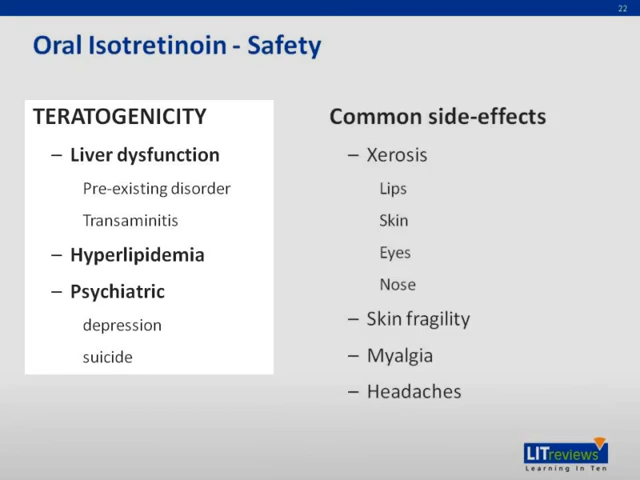 22
Oral Isotretinoin - Safety
TERATOGENICITY
– Liver dysfunction
Pre-existing disorder
Transaminitis
– Hyperlipidemia
– Psychiatric
depression
suicide
Common side-effects
– Xerosis
Lips
Skin
Eyes
Nose
– Skin fragility
– Myalgia
– Headaches
LITreviews
Learning In Ten